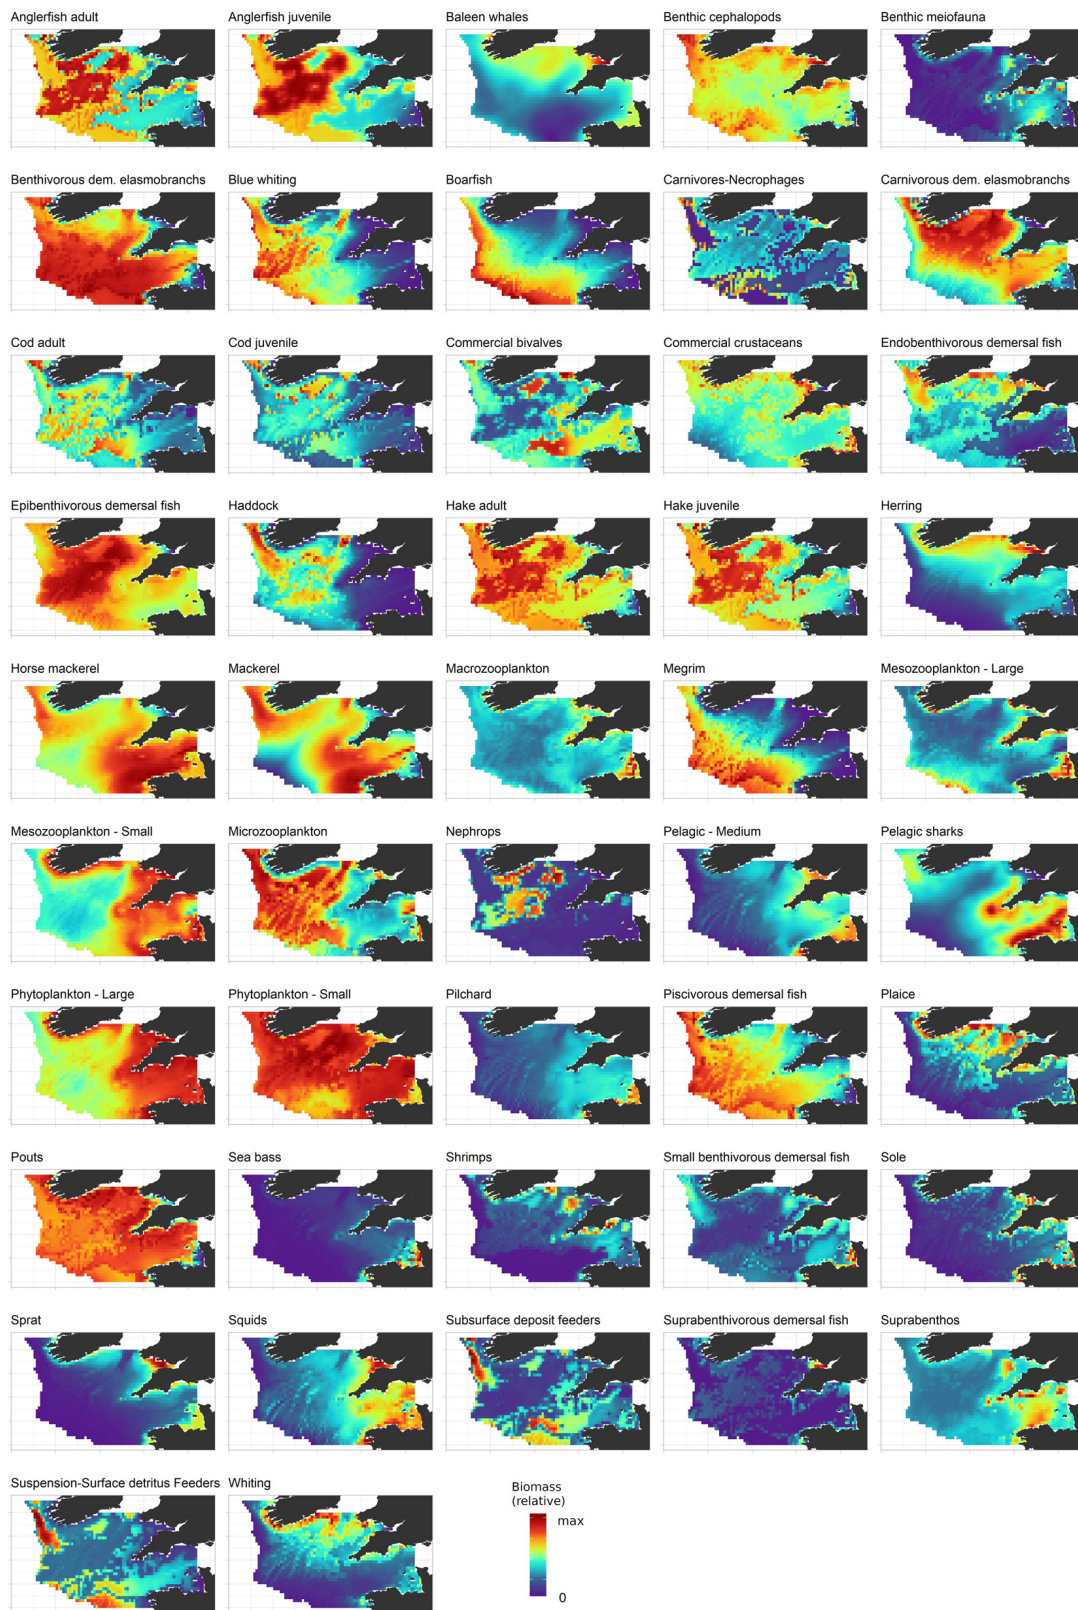 Anglerfish adult
Anglerfish juvenile
Baleen whales
Benthic cephalopods
Benthic meiofauna
Benthivorous dem. elasmobranchs
Blue whiting
Boarfish
Carnivores-Necrophages
Carnivorous dem. elasmobranchs
Cod adult
Cod juvenile
Commercial bivalves
Commercial crustaceans
Endobenthivorous demersal fish
Epibenthivorous demersal fish
Haddock
Hake adult
Hake juvenile
Herring
Horse mackerel
Mackerel
Macrozooplankton
Megrim
Mesozooplankton - Large
Mesozooplankton - Small
Microzooplankton
Nephrops
Pelagic - Medium
Pelagic sharks
Phytoplankton - Large
Phytoplankton - Small
Pilchard
Piscivorous demersal fish
Plaice
Pouts
Sea bass
Shrimps
Small benthivorous demersal fish
Sole
Sprat
Squids
Subsurface deposit feeders
Suprabenthivorous demersal fish
Suprabenthos
Suspension-Surface detritus Feeders
Whiting
Biomass
(relative)
max
0